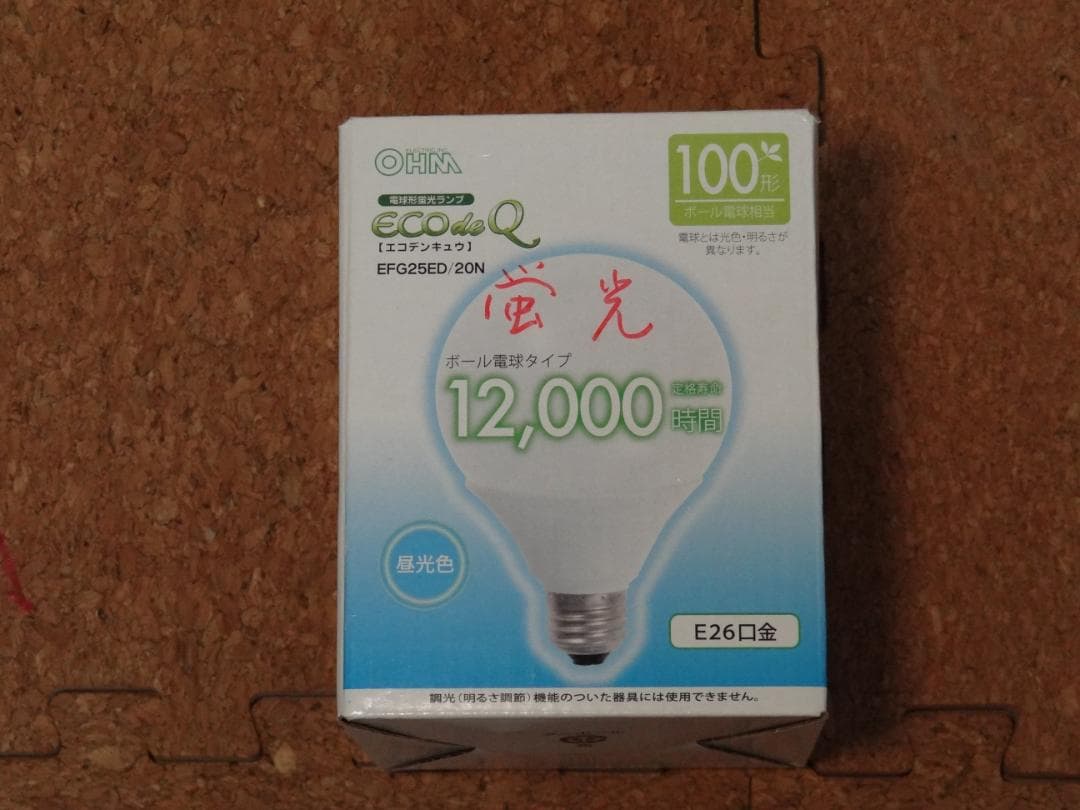 ELECTRIC INC.
OHM
電球形蛍光ランプ
ECOdeQ
【エコデンキュウ】
EFG25ED/20N
100形
ボール電球相当
電球とは光色・明るさが
異なります。
蛍光
ボール電球タイプ
12,000
定格寿命
時間
昼光色
E26口金
調光(明るさ調節)機能のついた器具には使用できません。